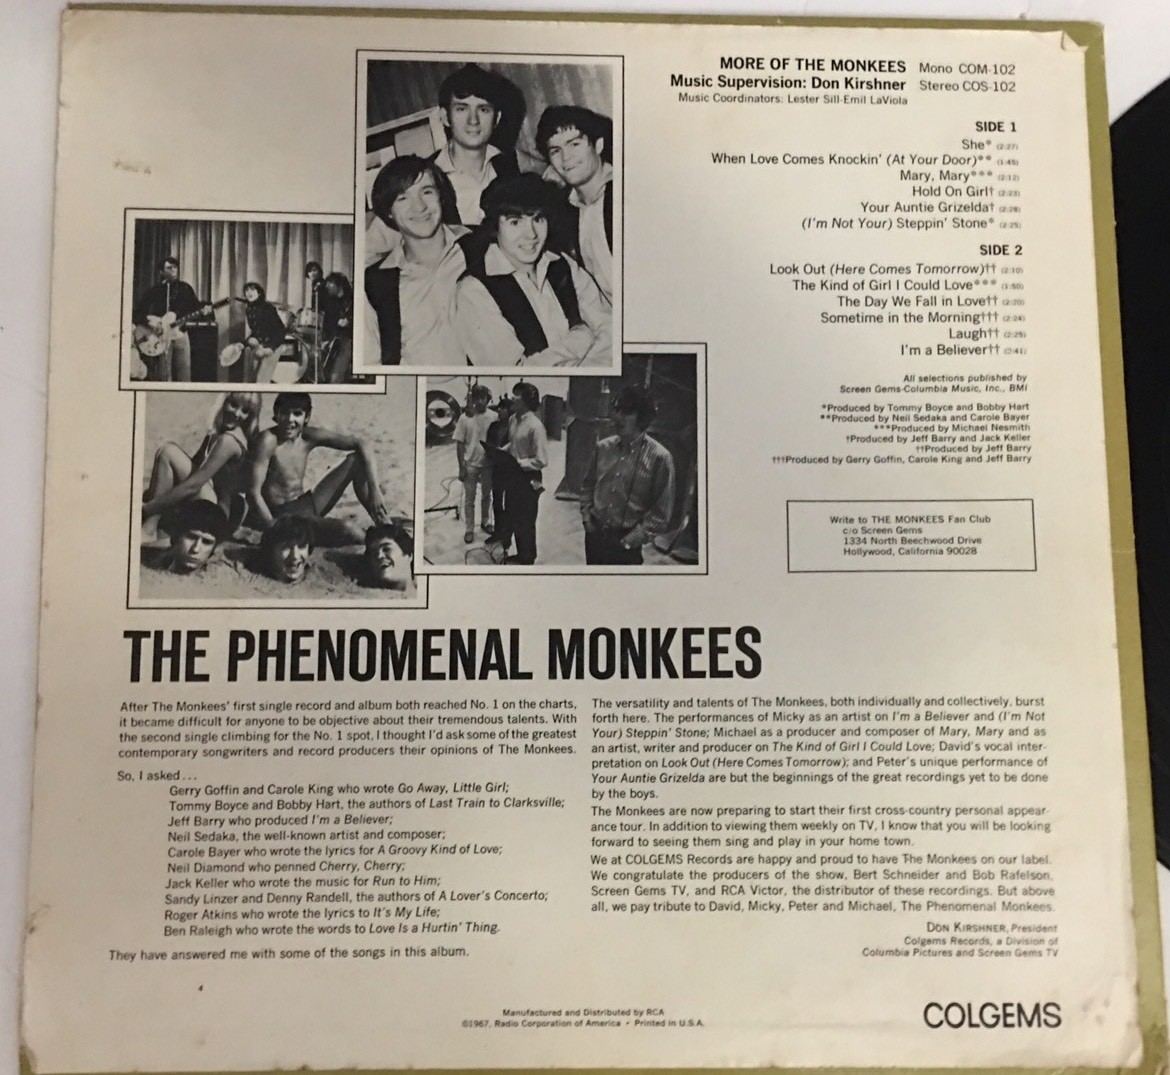 MORE OF THE MONKEES Mono COM-102
Music Supervision: Don Kirshner Stereo COS-102
Music Coordinators: Lester Sill-Emil LaViola
SIDE 1
She* (2:27)
When Love Comes Knockin' (At Your Door)** (1:45)
Mary, Mary*** (2:12)
Hold On Girl† (2:23)
Your Auntie Grizelda† (2:28)
(I'm Not Your) Steppin' Stone* (2:25)
SIDE 2
Look Out (Here Comes Tomorrow)†† (2:10)
The Kind of Girl I Could Love*** (1:50)
The Day We Fall in Love†† (2:20)
Sometime in the Morning††† (2:24)
Laugh†† (2:25)
I'm a Believer†† (2:41)
All selections published by
Screen Gems-Columbia Music, Inc., BMI
*Produced by Tommy Boyce and Bobby Hart
**Produced by Neil Sedaka and Carole Bayer
***Produced by Michael Nesmith
†Produced by Jeff Barry and Jack Keller
††Produced by Jeff Barry
†††Produced by Gerry Goffin, Carole King and Jeff Barry
Write to THE MONKEES Fan Club
c/o Screen Gems
1334 North Beechwood Drive
Hollywood, California 90028
THE PHENOMENAL MONKEES
After The Monkees' first single record and album both reached No. 1 on the charts,
it became difficult for anyone to be objective about their tremendous talents. With
the second single climbing for the No. 1 spot, I thought I'd ask some of the greatest
contemporary songwriters and record producers their opinions of The Monkees.
So, I asked...
Gerry Goffin and Carole King who wrote Go Away, Little Girl;
Tommy Boyce and Bobby Hart, the authors of Last Train to Clarksville;
Jeff Barry who produced I'm a Believer;
Neil Sedaka, the well-known artist and composer;
Carole Bayer who wrote the lyrics for A Groovy Kind of Love;
Neil Diamond who penned Cherry, Cherry;
Jack Keller who wrote the music for Run to Him;
Sandy Linzer and Denny Randell, the authors of A Lover's Concerto;
Roger Atkins who wrote the lyrics to It's My Life;
Ben Raleigh who wrote the words to Love Is a Hurtin' Thing.
They have answered me with some of the songs in this album.
The versatility and talents of The Monkees, both individually and collectively, burst
forth here. The performances of Micky as an artist on I'm a Believer and (I'm Not
Your) Steppin' Stone; Michael as a producer and composer of Mary, Mary and as
an artist, writer and producer on The Kind of Girl I Could Love; David's vocal inter-
pretation on Look Out (Here Comes Tomorrow); and Peter's unique performance of
Your Auntie Grizelda are but the beginnings of the great recordings yet to be done
by the boys.
The Monkees are now preparing to start their first cross-country personal appear-
ance tour. In addition to viewing them weekly on TV, I know that you will be looking
forward to seeing them sing and play in your home town.
We at COLGEMS Records are happy and proud to have The Monkees on our label.
We congratulate the producers of the show, Bert Schneider and Bob Rafelson,
Screen Gems TV, and RCA Victor, the distributor of these recordings. But above
all, we pay tribute to David, Micky, Peter and Michael, The Phenomenal Monkees.
DON KIRSHNER, President
Colgems Records, a Division of
Columbia Pictures and Screen Gems TV
4
Manufactured and Distributed by RCA
©1967, Radio Corporation of America • Printed in U.S.A.
COLGEMS